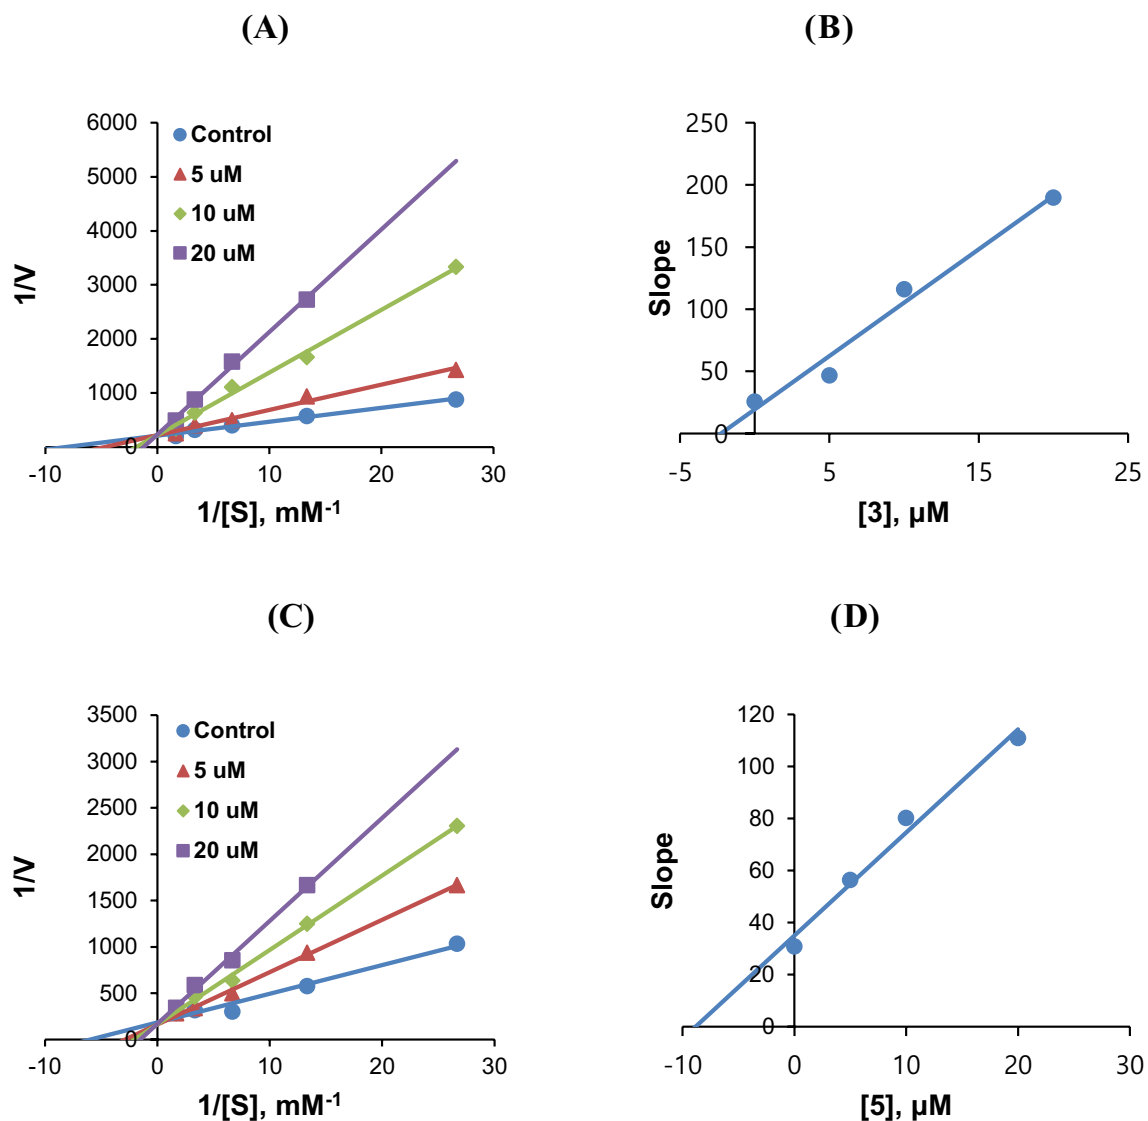 (A)
6000
5000
4000
3000
2000
1000
0
-10 0 10 20 30
1/V
1/[S], mM-1
Control
5 uM
10 uM
20 uM
(B)
250
200
150
100
50
0
-5 5 15 25
Slope
[3], µM
(C)
3500
3000
2500
2000
1500
1000
500
0
-10 0 10 20 30
1/V
1/[S], mM-1
Control
5 uM
10 uM
20 uM
(D)
120
100
80
60
40
20
0
-10 0 10 20 30
Slope
[5], µM